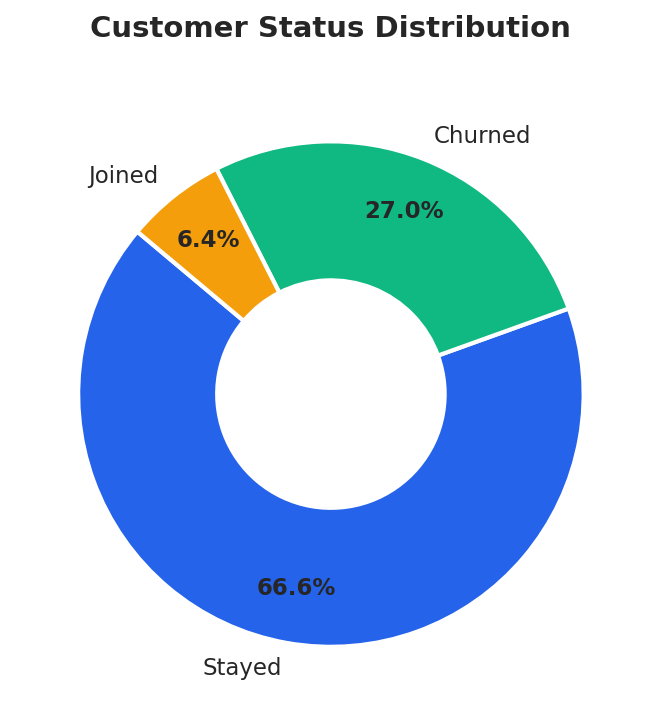 Customer Status Distribution
Churned
Joined
27.0%
6.4%
66.6%
Stayed